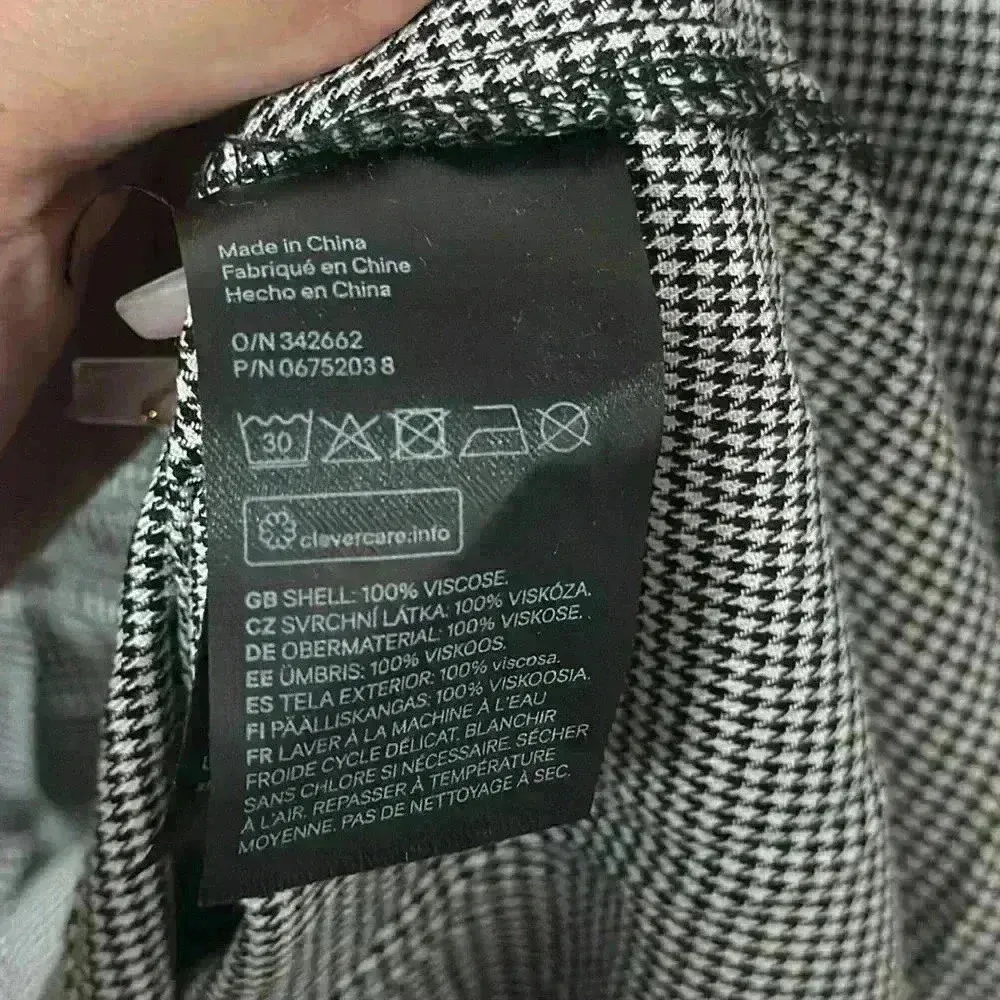 Made in China
Fabriqué en Chine
Hecho en China
O/N 342662
P/N 0675203 8
30
clevercare.info
GB SHELL: 100% VISCOSE.
CZ SVRCHNÍ LÁTKA: 100% VISKÓZA.
DE OBERMATERIAL: 100% VISKOSE.
EE ÜMBRIS: 100% VISKOOS.
ES TELA EXTERIOR: 100% viscosa.
FI PÄÄLLISKANGAS: 100% VISKOOSIA.
FR LAVER À LA MACHINE À L'EAU
FROIDE CYCLE DÉLICAT. BLANCHIR
SANS CHLORE SI NÉCESSAIRE. SÉCHER
À L'AIR. REPASSER À TEMPÉRATURE
MOYENNE. PAS DE NETTOYAGE À SEC.